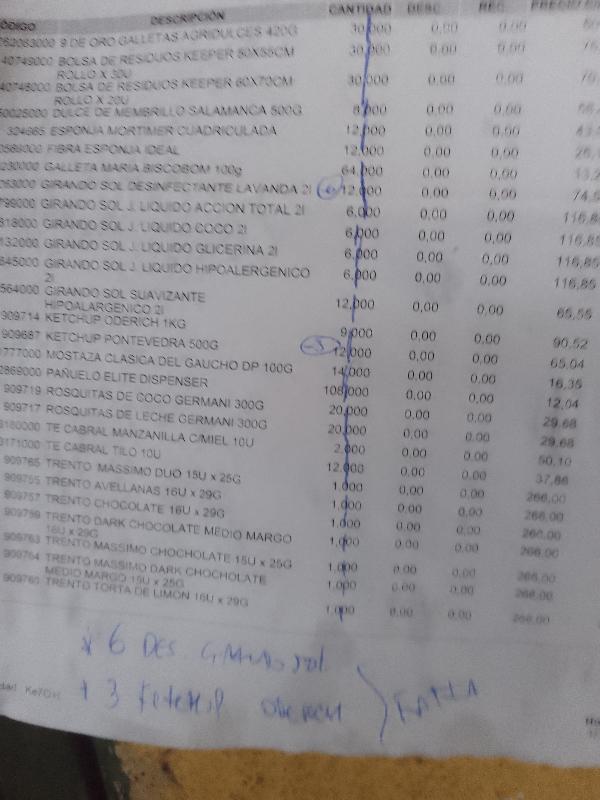 DESCRIPCIÓN CANTIDAD DESC. REC.
9 DE ORO GALLETAS AGRIDULCES 420G 30,000 0,00 0,00
BOLSA DE RESIDUOS KEEPER 50X55CM 30,000 0,00 0,00
ROLLO X 30U
BOLSA DE RESIDUOS KEEPER 60X70CM 30,000 0,00 0,00
ROLLO X 20U
DULCE DE MEMBRILLO SALAMANCA 500G 8,000 0,00 0,00
324665 ESPONJA MORTIMER CUADRICULADA 12,000 0,00 0,00
FIBRA ESPONJA IDEAL 12,000 0,00 0,00
GALLETA MARIA BISCOBOM 100g 64,000 0,00 0,00
GIRANDO SOL DESINFECTANTE LAVANDA 2l 12,000 0,00 0,00
GIRANDO SOL J. LIQUIDO ACCION TOTAL 2l 6,000 0,00 0,00
GIRANDO SOL J. LIQUIDO COCO 2l 6,000 0,00 0,00
GIRANDO SOL J. LIQUIDO GLICERINA 2l 6,000 0,00 0,00
GIRANDO SOL J. LIQUIDO HIPOALERGENICO 6,000 0,00 0,00 116,85
2l
GIRANDO SOL SUAVIZANTE 12,000 0,00 0,00 65,55
HIPOALARGENICO 2l
909714 KETCHUP ODERICH 1KG 9,000 0,00 0,00 90,52
909687 KETCHUP PONTEVEDRA 500G 12,000 0,00 0,00 65,04
MOSTAZA CLASICA DEL GAUCHO DP 100G 14,000 0,00 0,00 16,35
PAÑUELO ELITE DISPENSER 108,000 0,00 0,00 12,04
909719 ROSQUITAS DE COCO GERMANI 300G 20,000 0,00 0,00 29,68
909717 ROSQUITAS DE LECHE GERMANI 300G 20,000 0,00 0,00 29,68
TE CABRAL MANZANILLA C/MIEL 10U 2,000 0,00 0,00 50,10
TE CABRAL TILO 10U 12,000 0,00 0,00 37,86
909765 TRENTO MASSIMO DUO 15U x 25G 1,000 0,00 0,00 266,00
909755 TRENTO AVELLANAS 16U x 29G 1,000 0,00 0,00 266,00
909757 TRENTO CHOCOLATE 16U x 29G 1,000 0,00 0,00 266,00
909759 TRENTO DARK CHOCOLATE MEDIO MARGO 1,000 0,00 0,00 266,00
16U x 29G
909763 TRENTO MASSIMO CHOCHOLATE 15U x 25G 1,000 0,00 0,00 266,00
909764 TRENTO MASSIMO DARK CHOCHOLATE 1,000 0,00 0,00 266,00
MEDIO MARGO 15U x 25G
909760 TRENTO TORTA DE LIMON 16U x 29G 1,000 0,00 0,00 266,00
6 DES. GIRANDO Sol
+ 3 Ketchup oderich FALTA